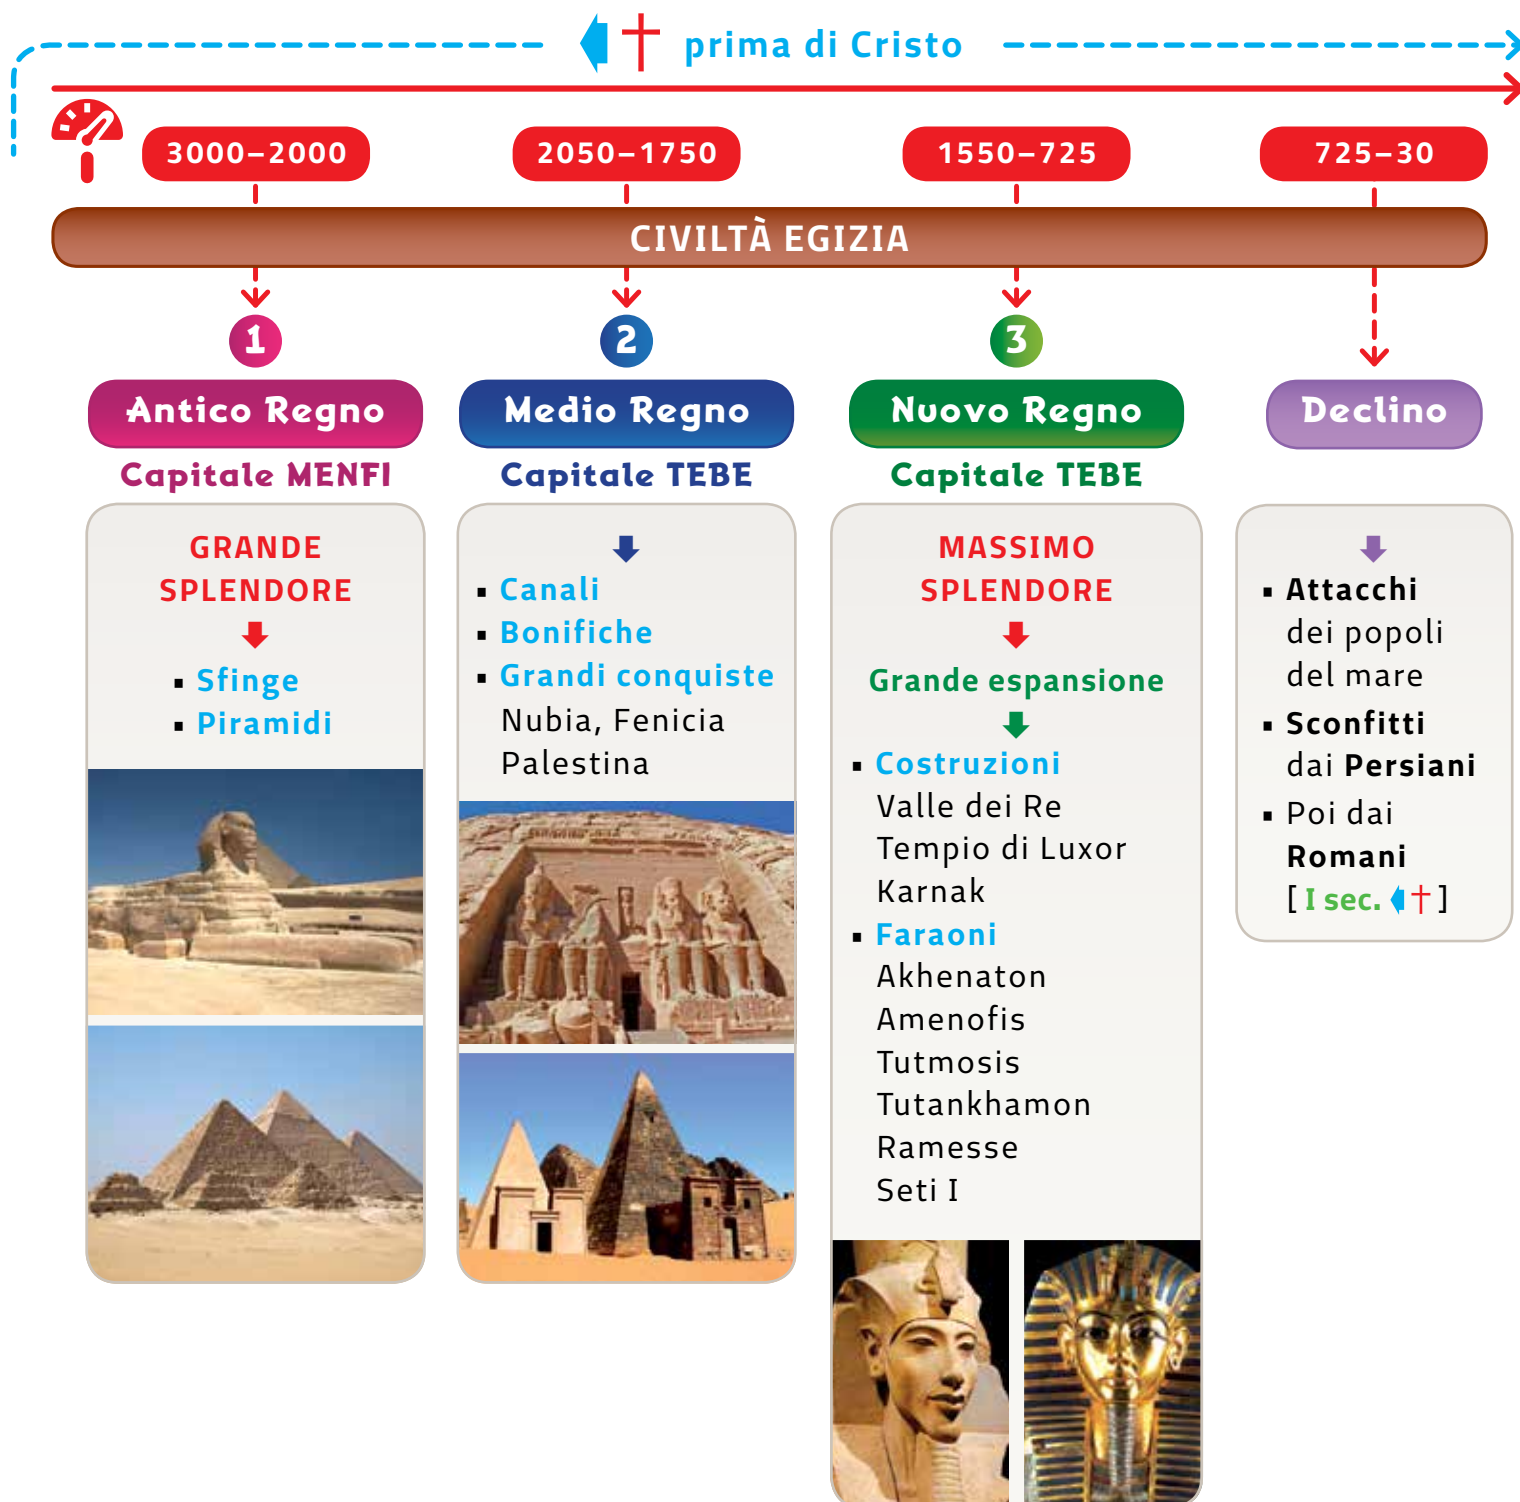 prima di Cristo
3000–2000
2050–1750
1550–725
725–30
CIVILTÀ EGIZIA
1
Antico Regno
Capitale MENFI
GRANDE
SPLENDORE
▪ Sfinge
▪ Piramidi
2
Medio Regno
Capitale TEBE
▪ Canali
▪ Bonifiche
▪ Grandi conquiste
Nubia, Fenicia
Palestina
3
Nuovo Regno
Capitale TEBE
MASSIMO
SPLENDORE
Grande espansione
▪ Costruzioni
Valle dei Re
Tempio di Luxor
Karnak
▪ Faraoni
Akhenaton
Amenofis
Tutmosis
Tutankhamon
Ramesse
Seti I
Declino
▪ Attacchi
dei popoli
del mare
▪ Sconfitti
dai Persiani
▪ Poi dai
Romani
[ I sec. ]